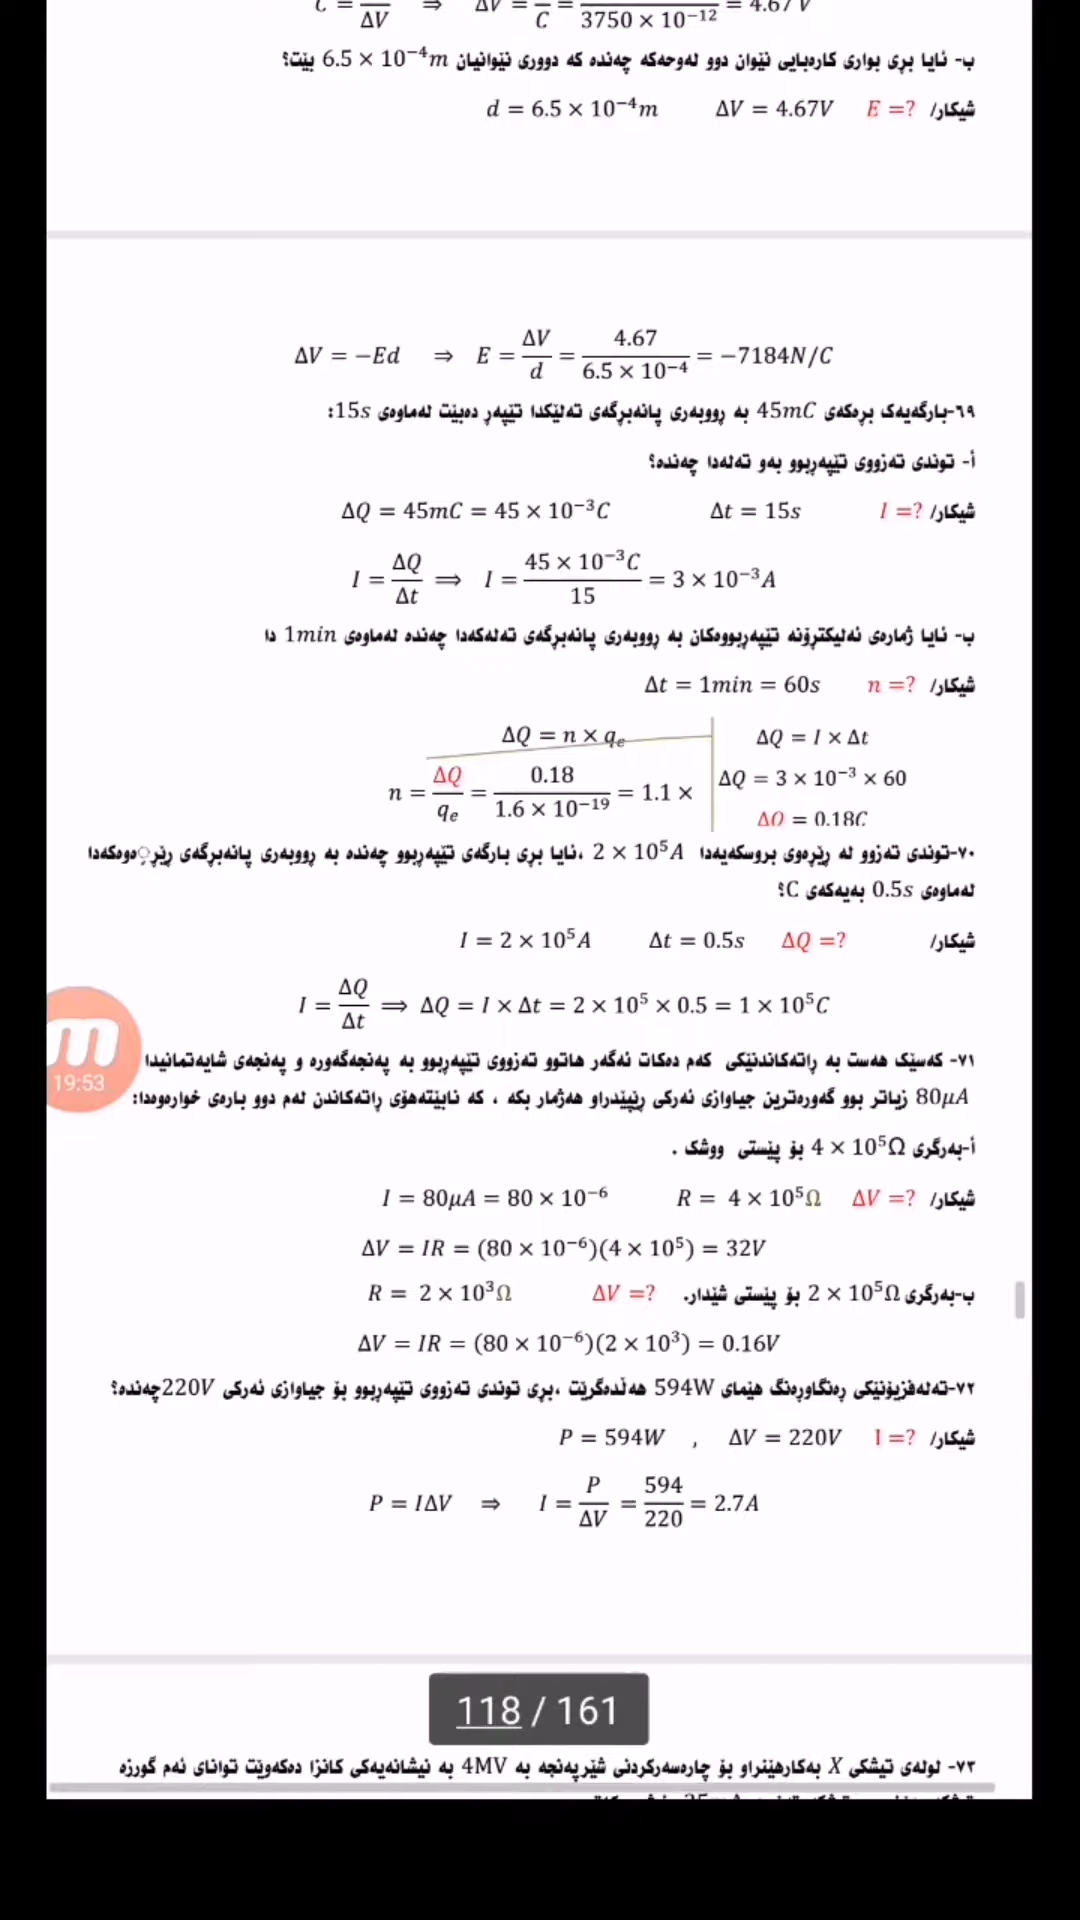 C = ΔV ⇒ ΔV = C = 3750 × 10⁻¹² = 4.67 V
ب- ئایا بڕی بواری کارەبایی نێوان دوو لەوحەکە چەندە کە دووری نێوانیان 6.5 × 10⁻⁴m بێت؟
شیکار/ E =? ΔV = 4.67V d = 6.5 × 10⁻⁴m
ΔV = −Ed ⇒ E = ΔV/d = 4.67/(6.5 × 10⁻⁴) = −7184N/C
٦٩-بارگەیەک بڕەکەی 45mC بە ڕووبەری پانەبڕگەی تەلێکدا تێپەڕ دەبێت لەماوەی 15s:
أ- توندی تەزووی تێپەڕبوو بەو تەلەدا چەندە؟
شیکار/ I =? Δt = 15s ΔQ = 45mC = 45 × 10⁻³C
I = ΔQ/Δt ⟹ I = 45 × 10⁻³C/15 = 3 × 10⁻³A
ب- ئایا ژمارەی ئەلیکترۆنە تێپەڕبووەکان بە ڕووبەری پانەبڕگەی تەلەکەدا چەندە لەماوەی 1min دا
شیکار/ n =? Δt = 1min = 60s
ΔQ = n × qₑ
n = ΔQ/qₑ = 0.18/(1.6 × 10⁻¹⁹) = 1.1 ×
ΔQ = I × Δt
ΔQ = 3 × 10⁻³ × 60
ΔQ = 0.18C
٧٠-توندی تەزوو لە ڕێڕەوی بروسکەیەدا 2 × 10⁵A ،ئایا بڕی بارگەی تێپەڕبوو چەندە بە ڕووبەری پانەبڕگەی ڕێڕەوەکەدا
لەماوەی 0.5s بەیەکەی C؟
شیکار/ ΔQ =? Δt = 0.5s I = 2 × 10⁵A
I = ΔQ/Δt ⟹ ΔQ = I × Δt = 2 × 10⁵ × 0.5 = 1 × 10⁵C
m
19:53
٧١- کەسێک هەست بە ڕاتەکاندنێکی کەم دەکات ئەگەر هاتوو تەزووی تێپەڕبوو بە پەنجەگەورە و پەنجەی شایەتمانیدا
80μA زیاتر بوو گەورەترین جیاوازی ئەرکی ڕێپێدراو هەژمار بکە ، کە نابێتەهۆی ڕاتەکاندن لەم دوو بارەی خوارەوەدا:
أ-بەرگری 4 × 10⁵Ω بۆ پێستی ووشک .
شیکار/ ΔV =? R = 4 × 10⁵Ω I = 80μA = 80 × 10⁻⁶
ΔV = IR = (80 × 10⁻⁶)(4 × 10⁵) = 32V
ب-بەرگری 2 × 10⁵Ω بۆ پێستی شێدار. ΔV =? R = 2 × 10³Ω
ΔV = IR = (80 × 10⁻⁶)(2 × 10³) = 0.16V
٧٢-تەلەفزیۆنێکی ڕەنگاوڕەنگ هێمای 594W هەڵدەگرێت ،بڕی توندی تەزووی تێپەڕبوو بۆ جیاوازی ئەرکی 220Vچەندە؟
شیکار/ I =? ΔV = 220V , P = 594W
P = IΔV ⇒ I = P/ΔV = 594/220 = 2.7A
118 / 161
٧٣- لولەی تیشکی X بەکارهێنراو بۆ چارەسەرکردنی شێرپەنجە بە 4MV بە نیشانەیەکی کانزا دەکەوێت توانای ئەم گورزە